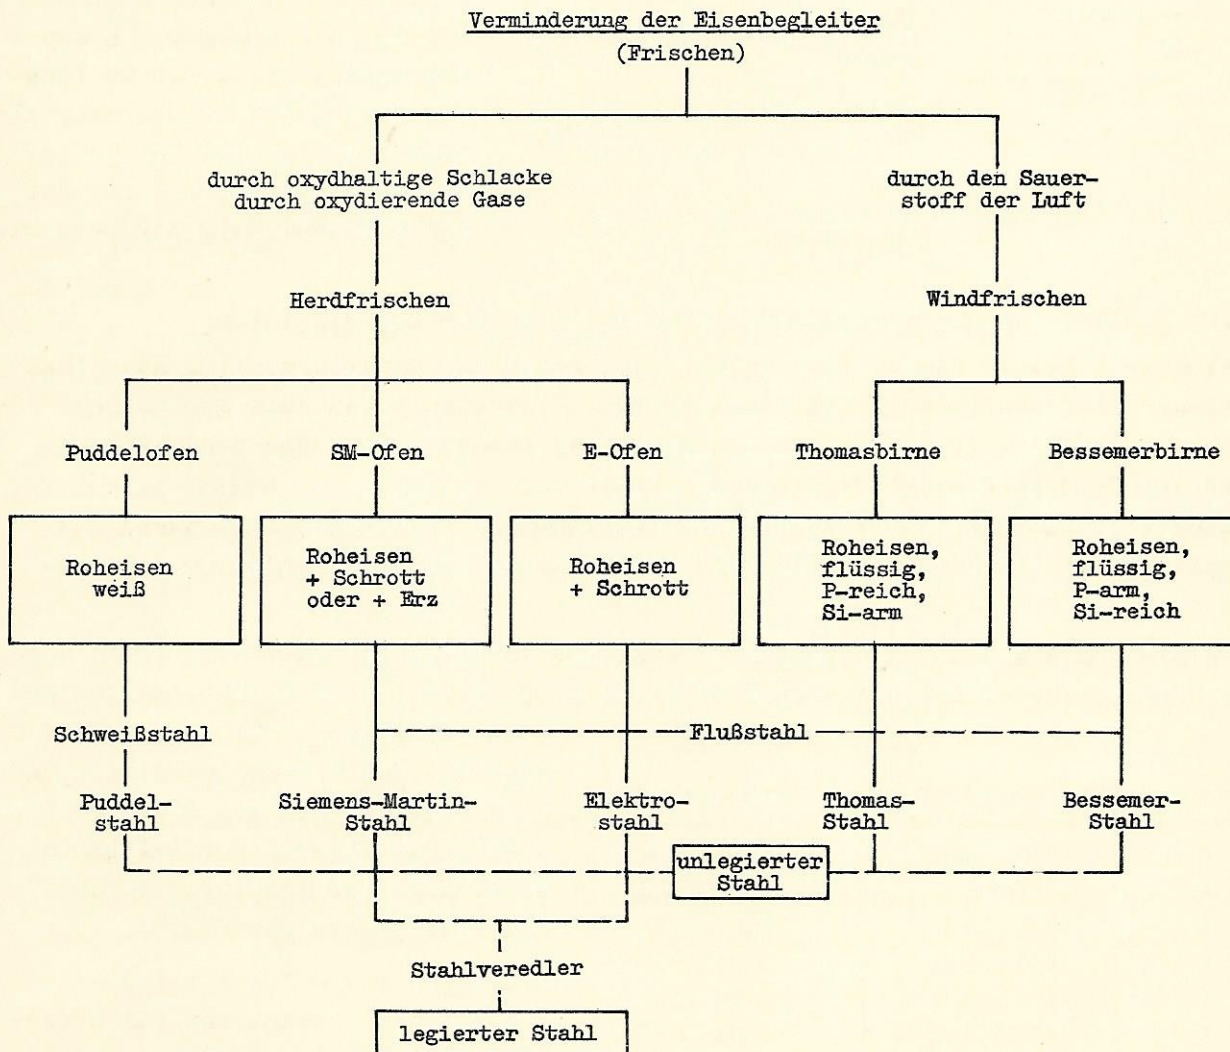 Verminderung der Eisenbegleiter
(Frischen)
durch oxydhaltige Schlacke
durch oxydierende Gase
durch den Sauer-
stoff der Luft
Herdfrischen
Windfrischen
Puddelofen
SM-Ofen
E-Ofen
Thomasbirne
Bessemerbirne
Roheisen
weiß
Roheisen
+ Schrott
oder + Erz
Roheisen
+ Schrott
Roheisen,
flüssig,
P-reich,
Si-arm
Roheisen,
flüssig,
P-arm,
Si-reich
Schweißstahl
Flußstahl
Puddel-
stahl
Siemens-Martin-
Stahl
Elektro-
stahl
Thomas-
Stahl
Bessemer-
Stahl
unlegierter
Stahl
Stahlveredler
legierter Stahl